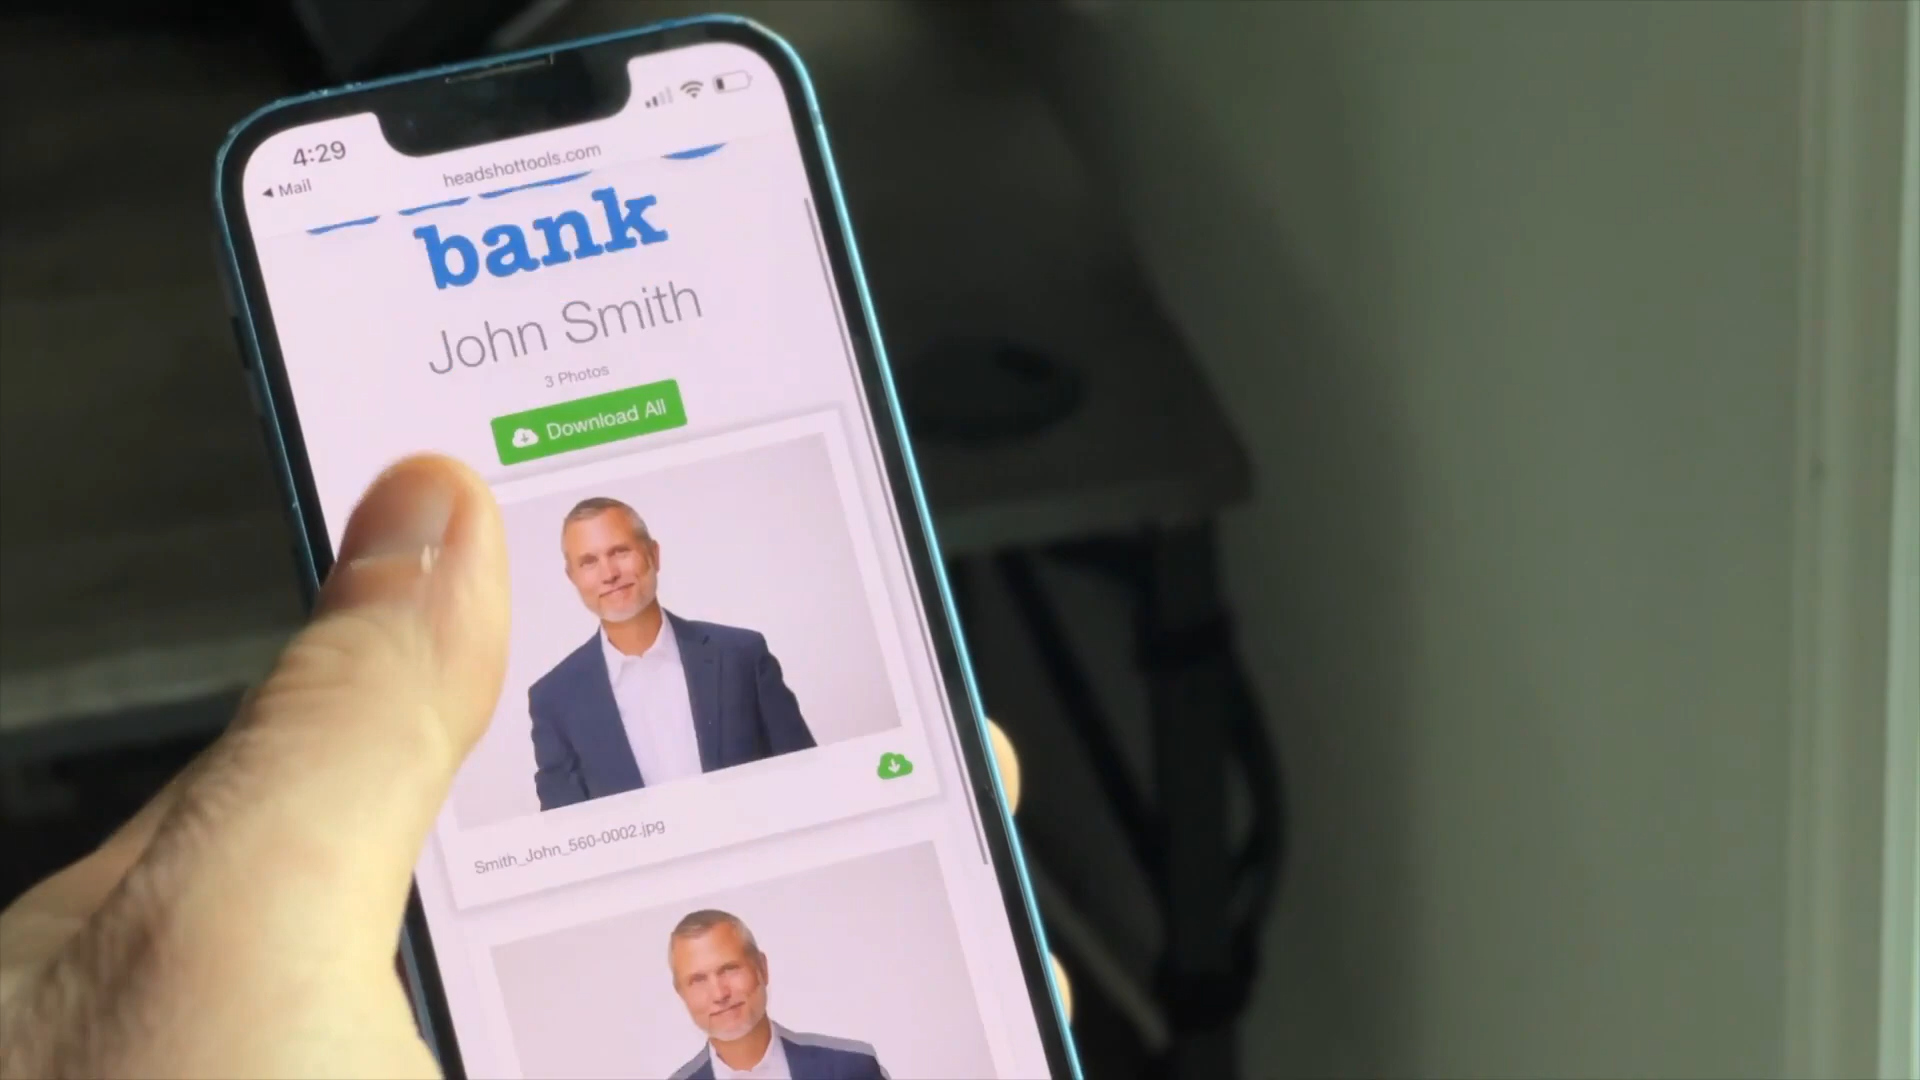 4:29
◀ Mail
headshottools.com
bank
John Smith
3 Photos
Download All
Smith_John_560-0002.jpg